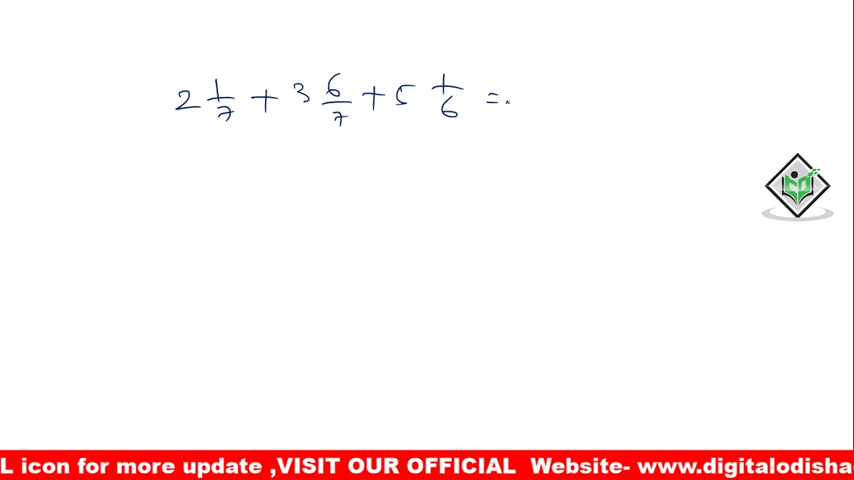 2 1/7 + 3 6/7 + 5 1/6 =
L icon for more update ,VISIT OUR OFFICIAL Website- www.digitalodisha